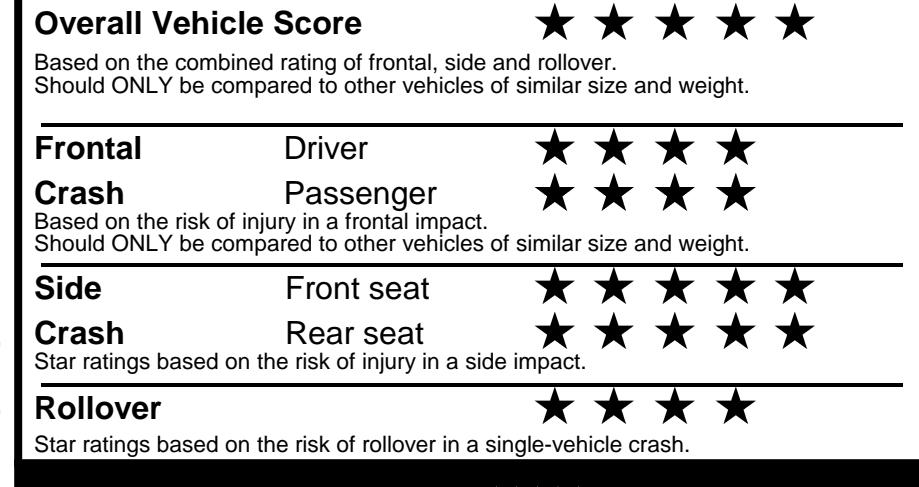 Overall Vehicle Score ★ ★ ★ ★ ★
Based on the combined rating of frontal, side and rollover.
Should ONLY be compared to other vehicles of similar size and weight.
Frontal Driver ★ ★ ★ ★
Crash Passenger ★ ★ ★ ★
Based on the risk of injury in a frontal impact.
Should ONLY be compared to other vehicles of similar size and weight.
Side Front seat ★ ★ ★ ★ ★
Crash Rear seat ★ ★ ★ ★ ★
Star ratings based on the risk of injury in a side impact.
Rollover ★ ★ ★ ★
Star ratings based on the risk of rollover in a single-vehicle crash.